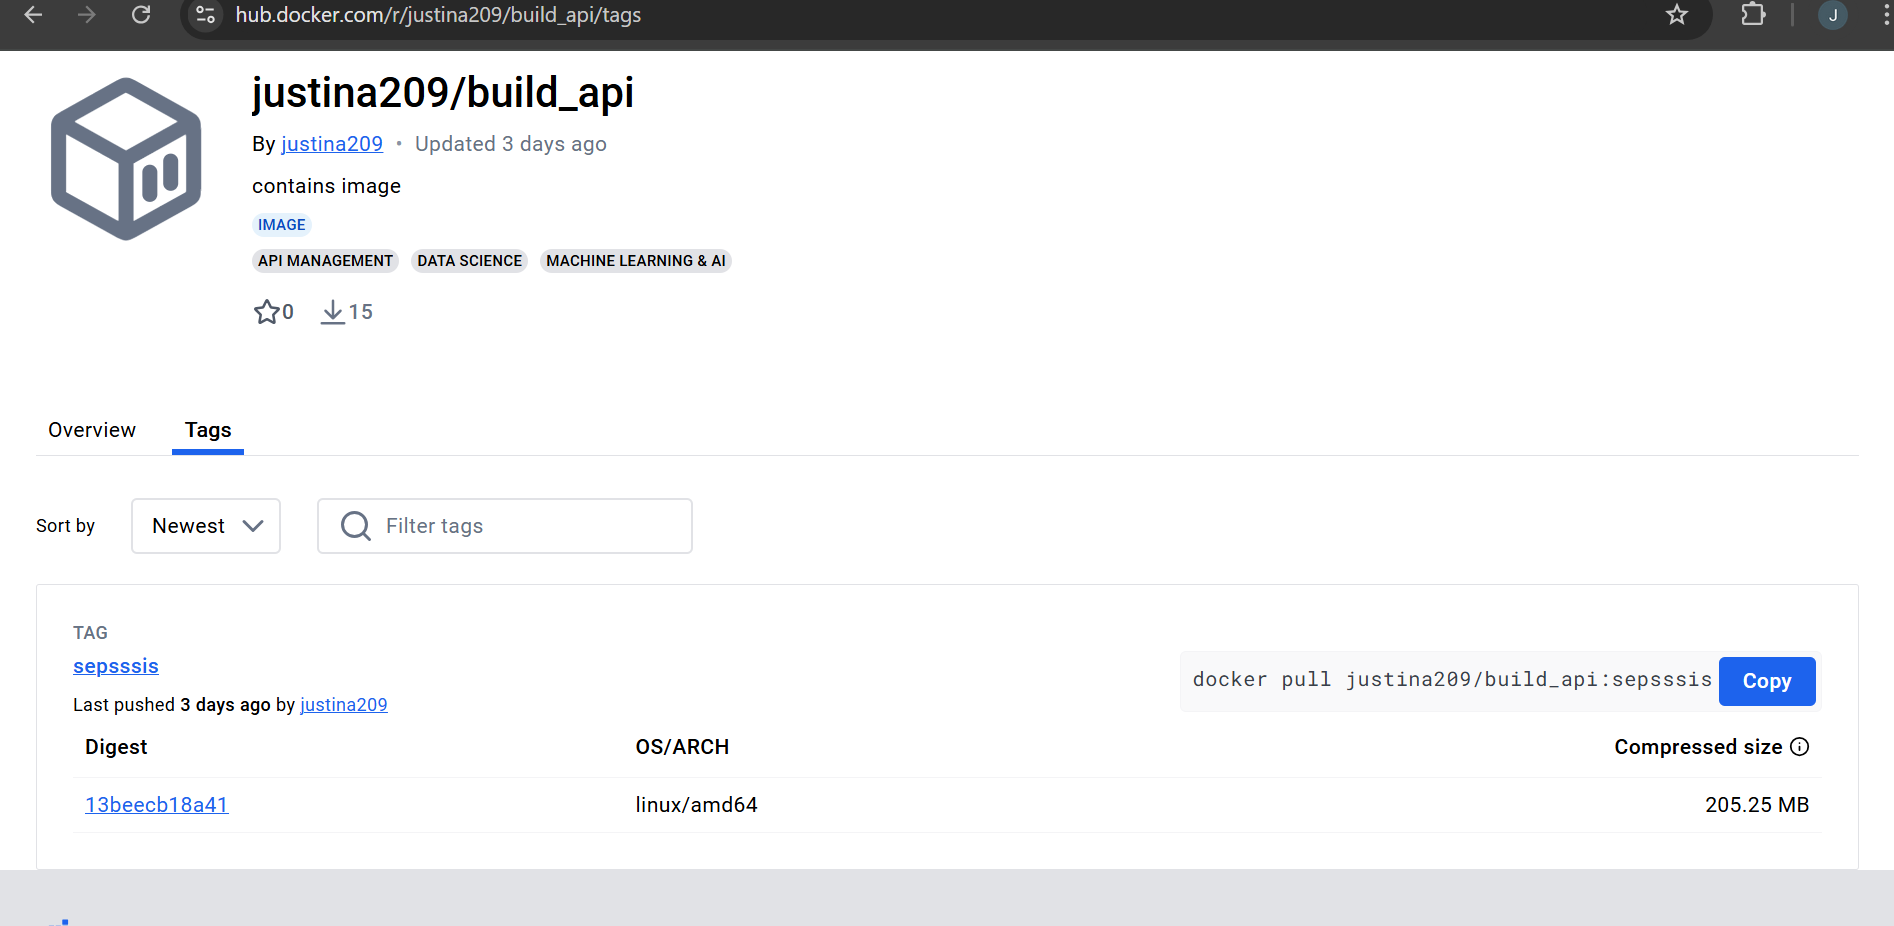 hub.docker.com/r/justina209/build_api/tags
J
justina209/build_api
By justina209 • Updated 3 days ago
contains image
IMAGE
API MANAGEMENT DATA SCIENCE MACHINE LEARNING & AI
0 15
Overview Tags
Sort by Newest Filter tags
TAG
sepsssis
docker pull justina209/build_api:sepsssis Copy
Last pushed 3 days ago by justina209
Digest OS/ARCH Compressed size
13beecb18a41 linux/amd64 205.25 MB